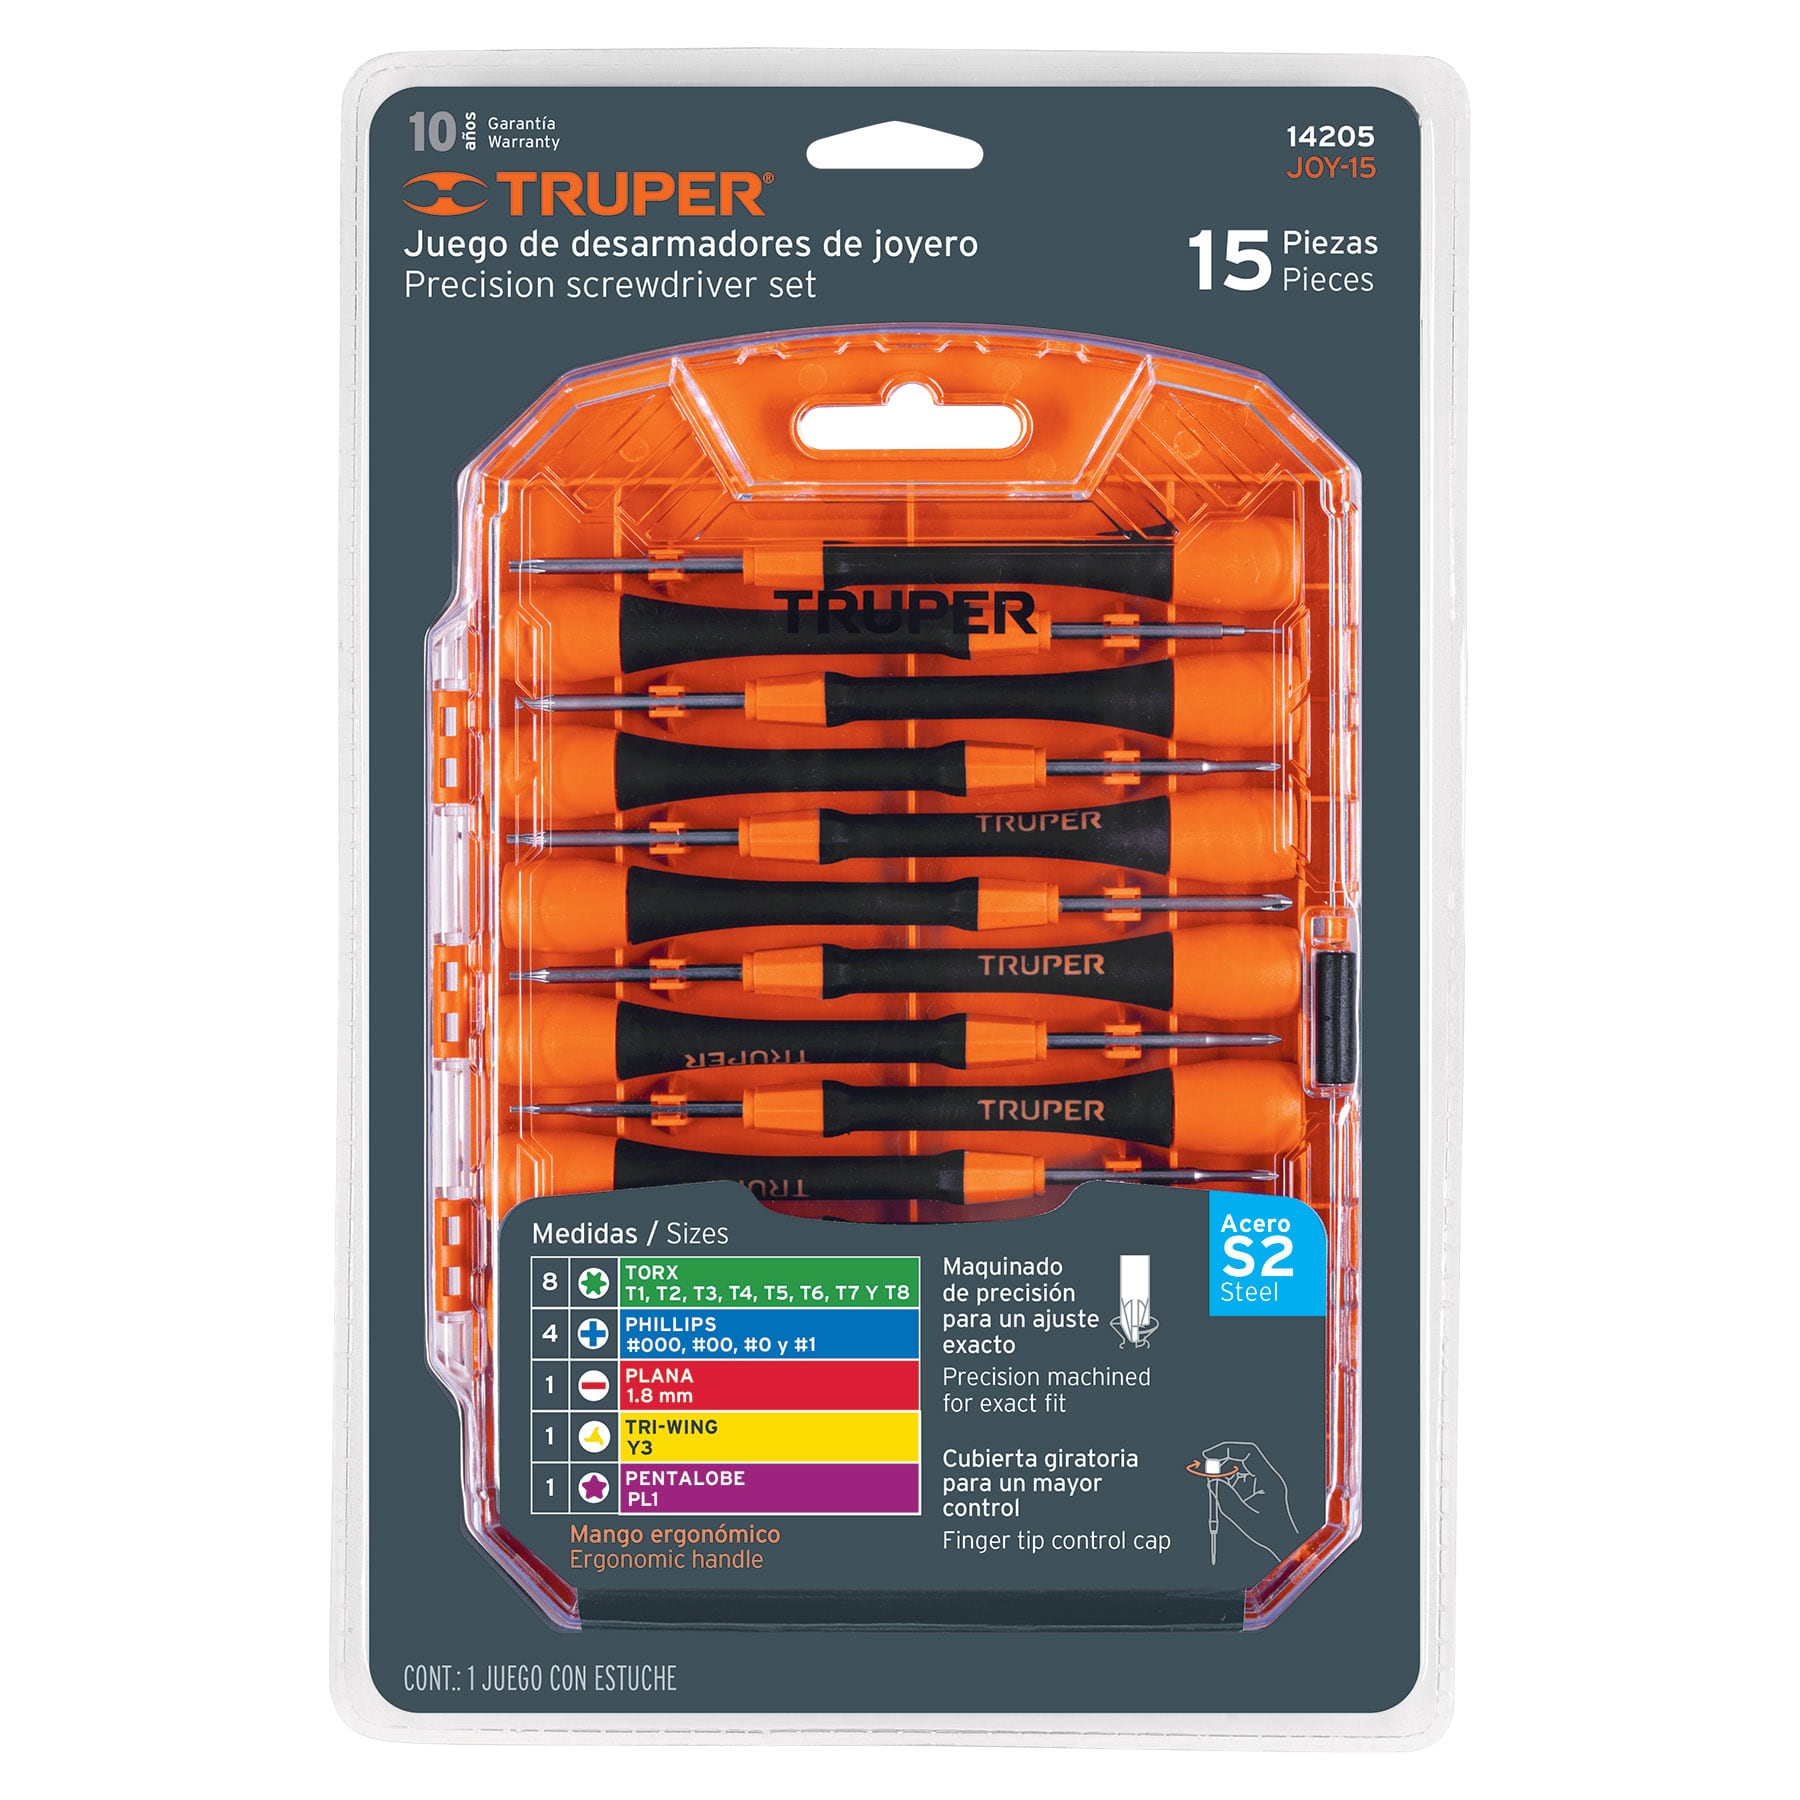 10 años Garantía
Warranty
TRUPER®
Juego de desarmadores de joyero
Precision screwdriver set
14205
JOY-15
15 Piezas
Pieces
TRUPER
TRUPER
TRUPER
TRUPER
TRUPER
TRU
Medidas / Sizes
8 TORX
T1, T2, T3, T4, T5, T6, T7 Y T8
4 PHILLIPS
#000, #00, #0 y #1
1 PLANA
1.8 mm
1 TRI-WING
Y3
1 PENTALOBE
PL1
Mango ergonómico
Ergonomic handle
Maquinado
de precisión
para un ajuste
exacto
Precision machined
for exact fit
Cubierta giratoria
para un mayor
control
Finger tip control cap
Acero
S2
Steel
CONT.: 1 JUEGO CON ESTUCHE